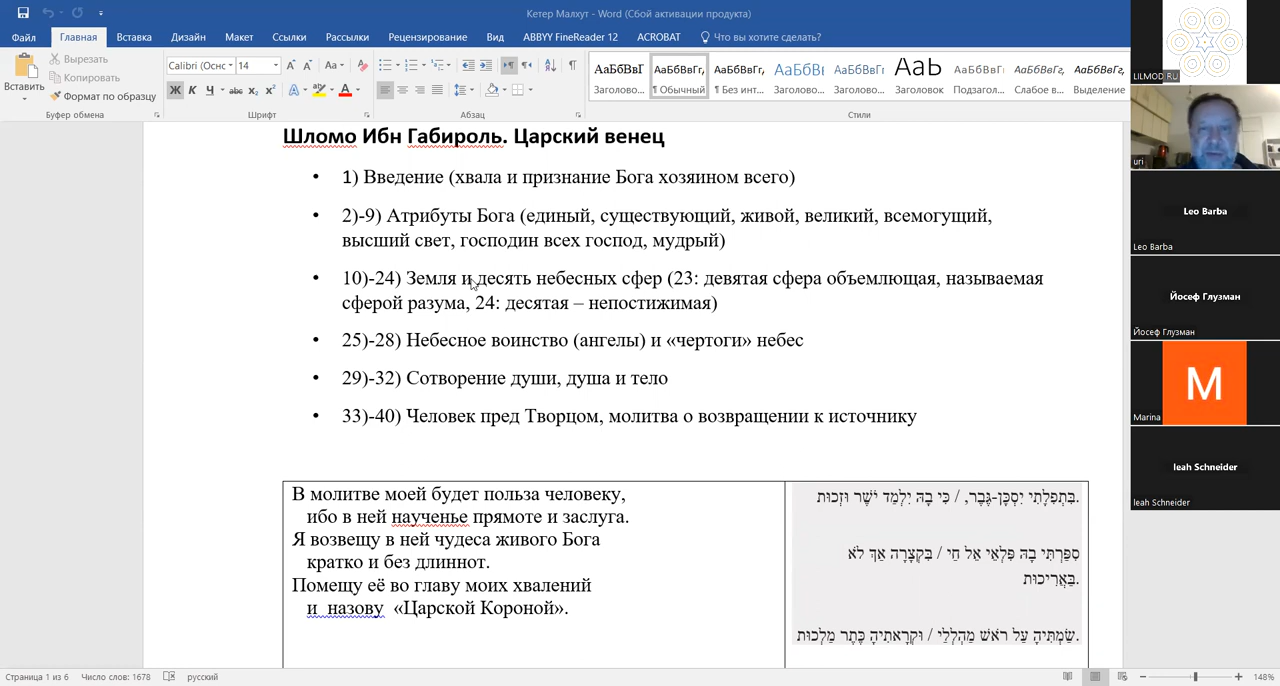 Кетер Малхут - Word (Сбой активации продукта)
Файл Главная Вставка Дизайн Макет Ссылки Рассылки Рецензирование Вид ABBYY FineReader 12 ACROBAT Что вы хотите сделать?
Вставить
Вырезать
Копировать
Формат по образцу
Буфер обмена
Calibri (Оснс 14
Ж К Ч abc x₂ x²
Шрифт
Абзац
АаБбВвГ АаБбВвГг, АаБбВвГг, АаБбВı АаБбВвГг АаБ АаБбВвГг АаБбВвГг, АаБбВвГг,
Заголово... ¶ Обычный ¶ Без инт... Заголово... Заголово... Заголовок Подзагол... Слабое в... Выделение
Стили
Шломо Ибн Габироль. Царский венец
• 1) Введение (хвала и признание Бога хозяином всего)
• 2)-9) Атрибуты Бога (единый, существующий, живой, великий, всемогущий,
высший свет, господин всех господ, мудрый)
• 10)-24) Земля и десять небесных сфер (23: девятая сфера объемлющая, называемая
сферой разума, 24: десятая – непостижимая)
• 25)-28) Небесное воинство (ангелы) и «чертоги» небес
• 29)-32) Сотворение души, душа и тело
• 33)-40) Человек пред Творцом, молитва о возвращении к источнику
В молитве моей будет польза человеку,
ибо в ней наученье прямоте и заслуга.
Я возвещу в ней чудеса живого Бога
кратко и без длиннот.
Помещу её во главу моих хвалений
и назову «Царской Короной».
בִּתְפִלָּתִי יִסְכָּן-גֶּבֶר, / כִּי בָהּ יִלְמַד יֹשֶׁר וּזְכוּת.
סִפַּרְתִּי בָהּ פִּלְאֵי אֵל חַי / בִּקְצָרָה אַךְ לֹא
בַאֲרִיכוּת.
שַׂמְתִּיהָ עַל רֹאשׁ מַהְלָלַי / וּקְרָאתִיהָ כֶּתֶר מַלְכוּת.
Страница 1 из 6 Число слов: 1678 русский
148%
LILMOD RU
uri
Leo Barba
Leo Barba
Йосеф Глузман
Йосеф Глузман
M
Marina
leah Schneider
leah Schneider